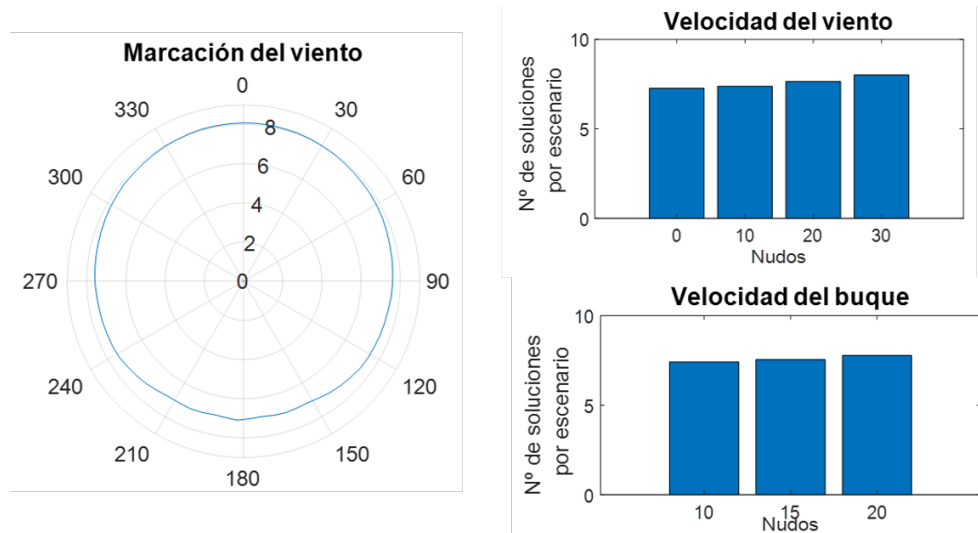 Marcación del viento
0
30
60
90
120
150
180
210
240
270
300
330
8
6
4
2
0
Velocidad del viento
Nº de soluciones
por escenario
10
5
0
0 10 20 30
Nudos
Velocidad del buque
Nº de soluciones
por escenario
10
5
0
10 15 20
Nudos